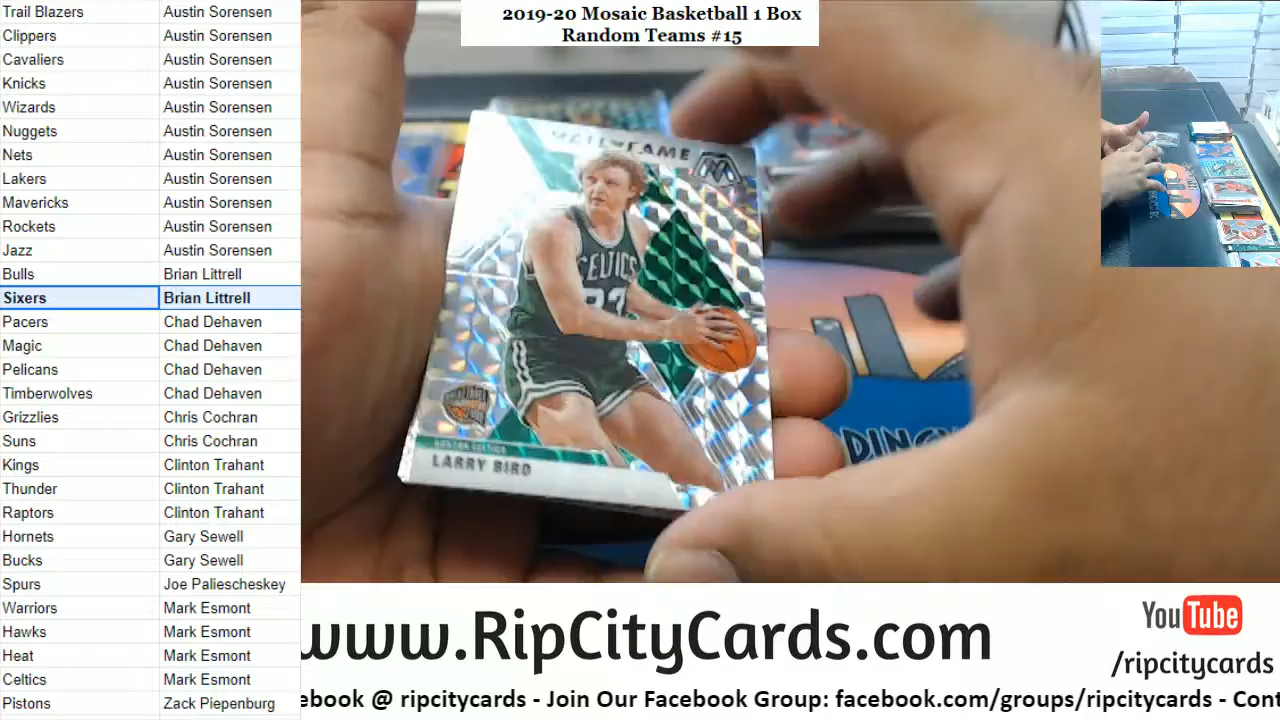 Trail Blazers Austin Sorensen
Clippers Austin Sorensen
Cavaliers Austin Sorensen
Knicks Austin Sorensen
Wizards Austin Sorensen
Nuggets Austin Sorensen
Nets Austin Sorensen
Lakers Austin Sorensen
Mavericks Austin Sorensen
Rockets Austin Sorensen
Jazz Austin Sorensen
Bulls Brian Littrell
Sixers Brian Littrell
Pacers Chad Dehaven
Magic Chad Dehaven
Pelicans Chad Dehaven
Timberwolves Chad Dehaven
Grizzlies Chris Cochran
Suns Chris Cochran
Kings Clinton Trahant
Thunder Clinton Trahant
Raptors Clinton Trahant
Hornets Gary Sewell
Bucks Gary Sewell
Spurs Joe Paliescheskey
Warriors Mark Esmont
Hawks Mark Esmont
Heat Mark Esmont
Celtics Mark Esmont
Pistons Zack Piepenburg
2019-20 Mosaic Basketball 1 Box
Random Teams #15
CELTICS
33
BOSTON CELTICS
LARRY BIRD
www.RipCityCards.com
YouTube
/ripcitycards
ebook @ ripcitycards - Join Our Facebook Group: facebook.com/groups/ripcitycards - Cont